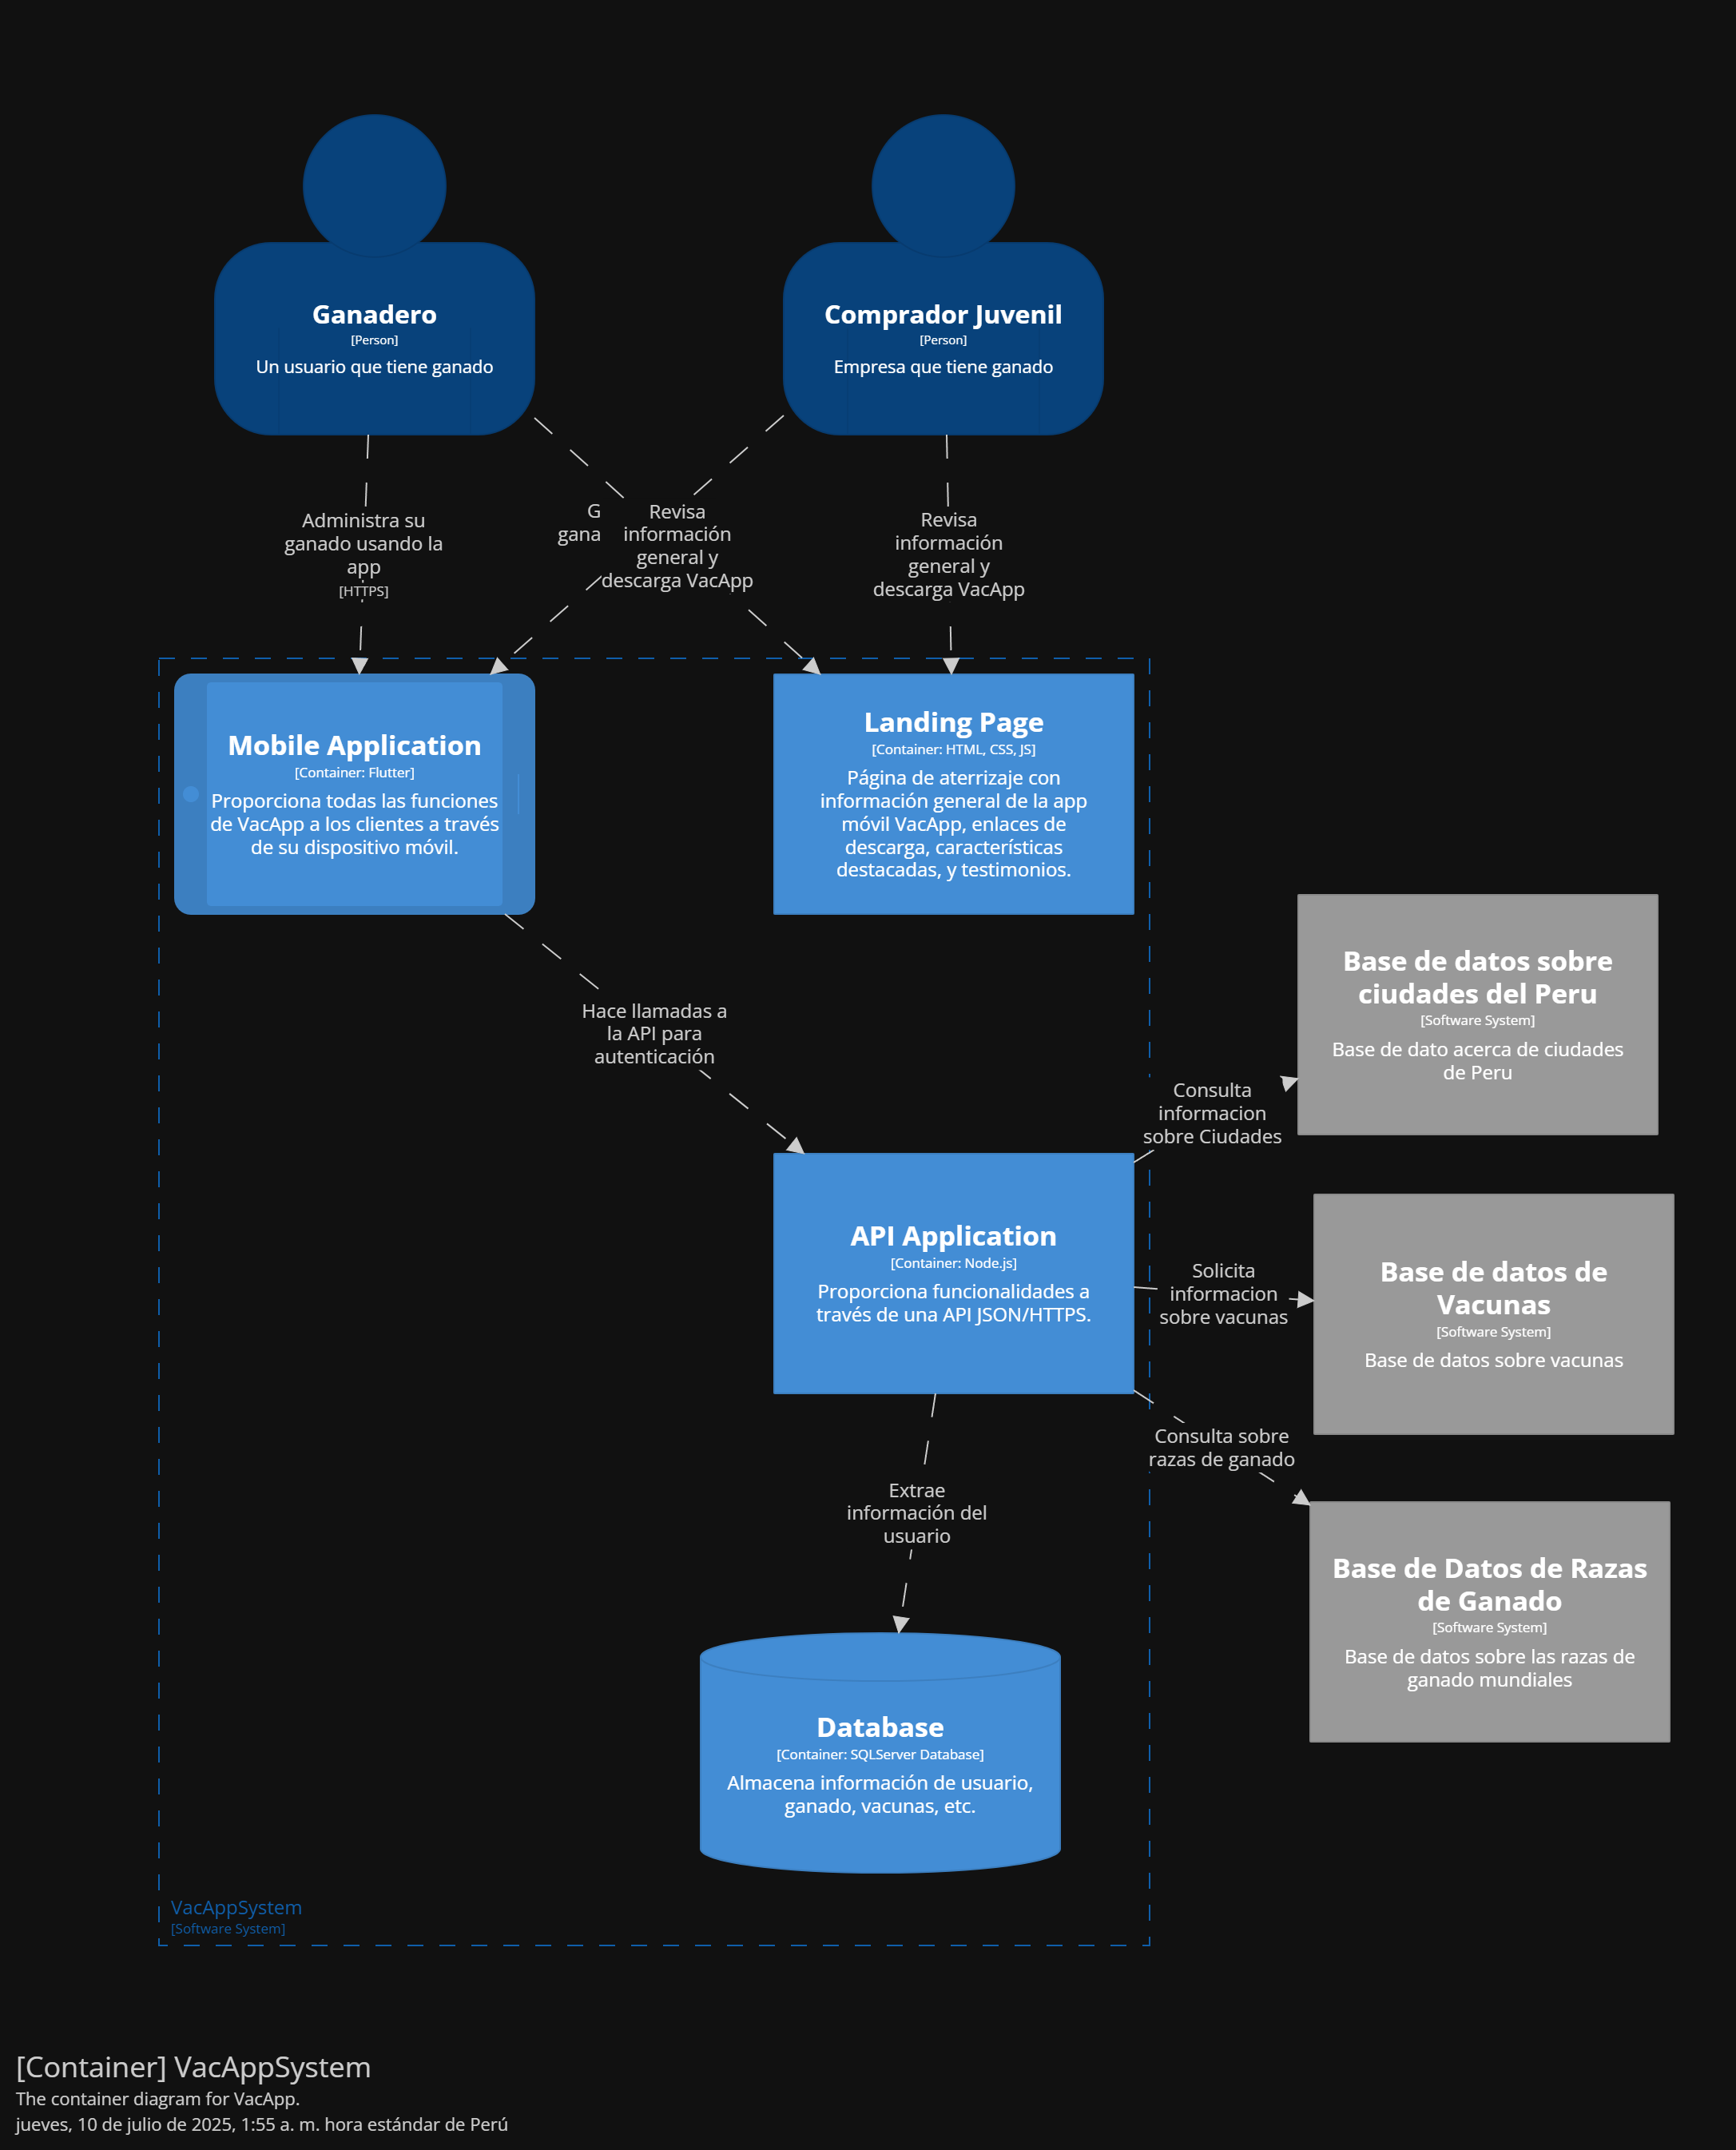 Ganadero
[Person]
Un usuario que tiene ganado
Comprador Juvenil
[Person]
Empresa que tiene ganado
Administra su
ganado usando la
app
[HTTPS]
G
gana
Revisa
información
general y
descarga VacApp
Revisa
información
general y
descarga VacApp
Mobile Application
[Container: Flutter]
Proporciona todas las funciones
de VacApp a los clientes a través
de su dispositivo móvil.
Landing Page
[Container: HTML, CSS, JS]
Página de aterrizaje con
información general de la app
móvil VacApp, enlaces de
descarga, características
destacadas, y testimonios.
Hace llamadas a
la API para
autenticación
Base de datos sobre
ciudades del Peru
[Software System]
Base de dato acerca de ciudades
de Peru
Consulta
informacion
sobre Ciudades
API Application
[Container: Node.js]
Proporciona funcionalidades a
través de una API JSON/HTTPS.
Solicita
informacion
sobre vacunas
Base de datos de
Vacunas
[Software System]
Base de datos sobre vacunas
Consulta sobre
razas de ganado
Extrae
información del
usuario
Base de Datos de Razas
de Ganado
[Software System]
Base de datos sobre las razas de
ganado mundiales
Database
[Container: SQLServer Database]
Almacena información de usuario,
ganado, vacunas, etc.
VacAppSystem
[Software System]
[Container] VacAppSystem
The container diagram for VacApp.
jueves, 10 de julio de 2025, 1:55 a. m. hora estándar de Perú